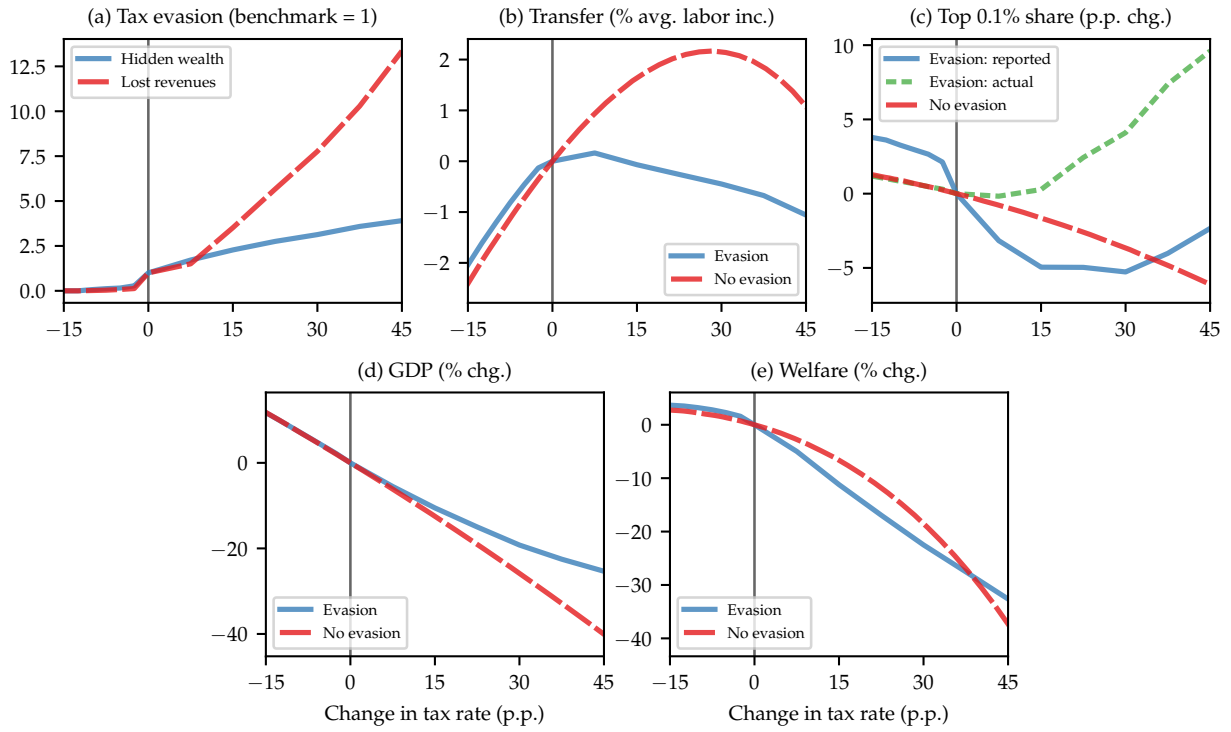 (a) Tax evasion (benchmark = 1)
12.5
10.0
7.5
5.0
2.5
0.0
Hidden wealth
Lost revenues
−15 0 15 30 45
(b) Transfer (% avg. labor inc.)
2
1
0
−1
−2
Evasion
No evasion
−15 0 15 30 45
(c) Top 0.1% share (p.p. chg.)
10
5
0
−5
Evasion: reported
Evasion: actual
No evasion
−15 0 15 30 45
(d) GDP (% chg.)
0
−20
−40
Evasion
No evasion
−15 0 15 30 45
Change in tax rate (p.p.)
(e) Welfare (% chg.)
0
−10
−20
−30
−40
Evasion
No evasion
−15 0 15 30 45
Change in tax rate (p.p.)